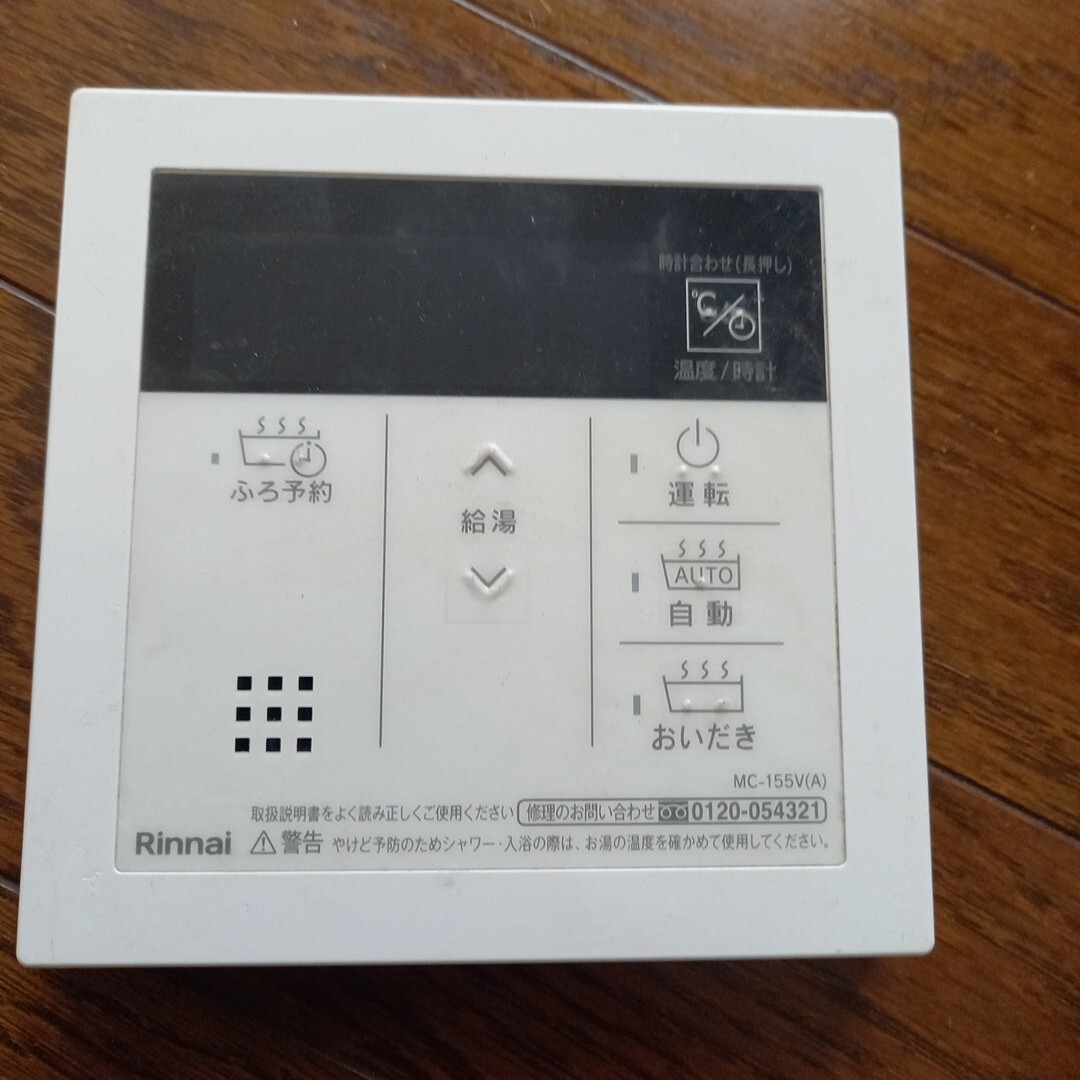 時計合わせ(長押し)
℃/
温度/時計
ふろ予約
給湯
運転
AUTO
自動
おいだき
MC-155V(A)
取扱説明書をよく読み正しくご使用ください 修理のお問い合わせ 0120-054321
Rinnai ⚠警告 やけど予防のためシャワー・入浴の際は、お湯の温度を確かめて使用してください。